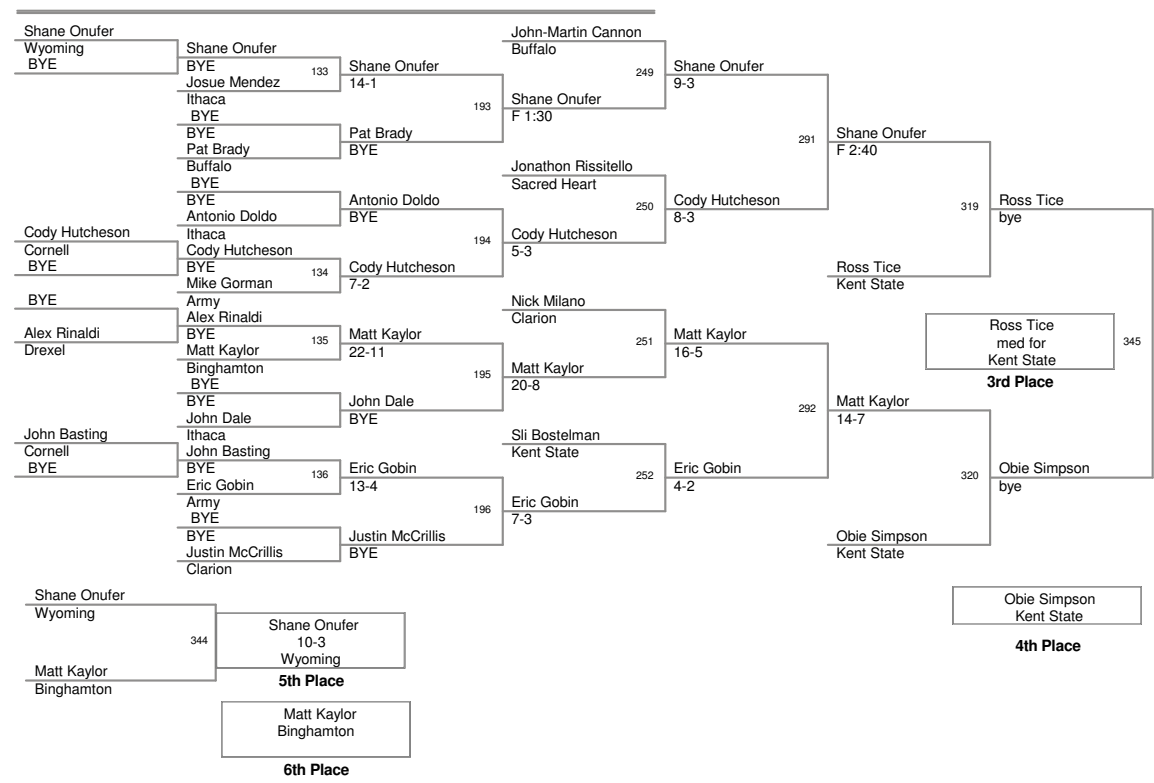 Shane Onufer
Wyoming
BYE
Cody Hutcheson
Cornell
BYE
BYE
Alex Rinaldi
Drexel
John Basting
Cornell
BYE
Shane Onufer
BYE
133
Josue Mendez
Ithaca
BYE
BYE
Pat Brady
Buffalo
BYE
BYE
Antonio Doldo
Ithaca
Cody Hutcheson
BYE
134
Mike Gorman
Army
Alex Rinaldi
BYE
135
Matt Kaylor
Binghamton
BYE
BYE
John Dale
Ithaca
John Basting
BYE
136
Eric Gobin
Army
BYE
BYE
Justin McCrillis
Clarion
Shane Onufer
14-1
193
Pat Brady
BYE
Antonio Doldo
BYE
194
Cody Hutcheson
7-2
Matt Kaylor
22-11
195
John Dale
BYE
Eric Gobin
13-4
196
Justin McCrillis
BYE
John-Martin Cannon
Buffalo
249
Shane Onufer
F 1:30
Jonathon Rissitello
Sacred Heart
250
Cody Hutcheson
5-3
Nick Milano
Clarion
251
Matt Kaylor
20-8
Sli Bostelman
Kent State
252
Eric Gobin
7-3
Shane Onufer
9-3
291
Cody Hutcheson
8-3
Matt Kaylor
16-5
292
Eric Gobin
4-2
Shane Onufer
F 2:40
319
Ross Tice
Kent State
Matt Kaylor
14-7
320
Obie Simpson
Kent State
Ross Tice
bye
Ross Tice
med for
Kent State
345
3rd Place
Obie Simpson
bye
Obie Simpson
Kent State
4th Place
Shane Onufer
Wyoming
344
Matt Kaylor
Binghamton
Shane Onufer
10-3
Wyoming
5th Place
Matt Kaylor
Binghamton
6th Place